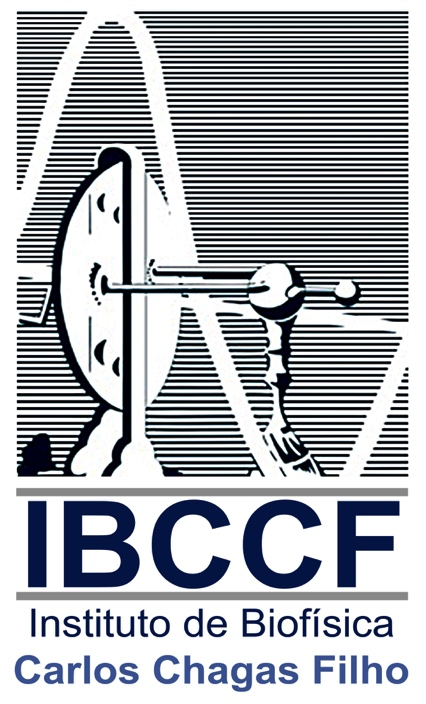 IBCCF
Instituto de Biofísica
Carlos Chagas Filho